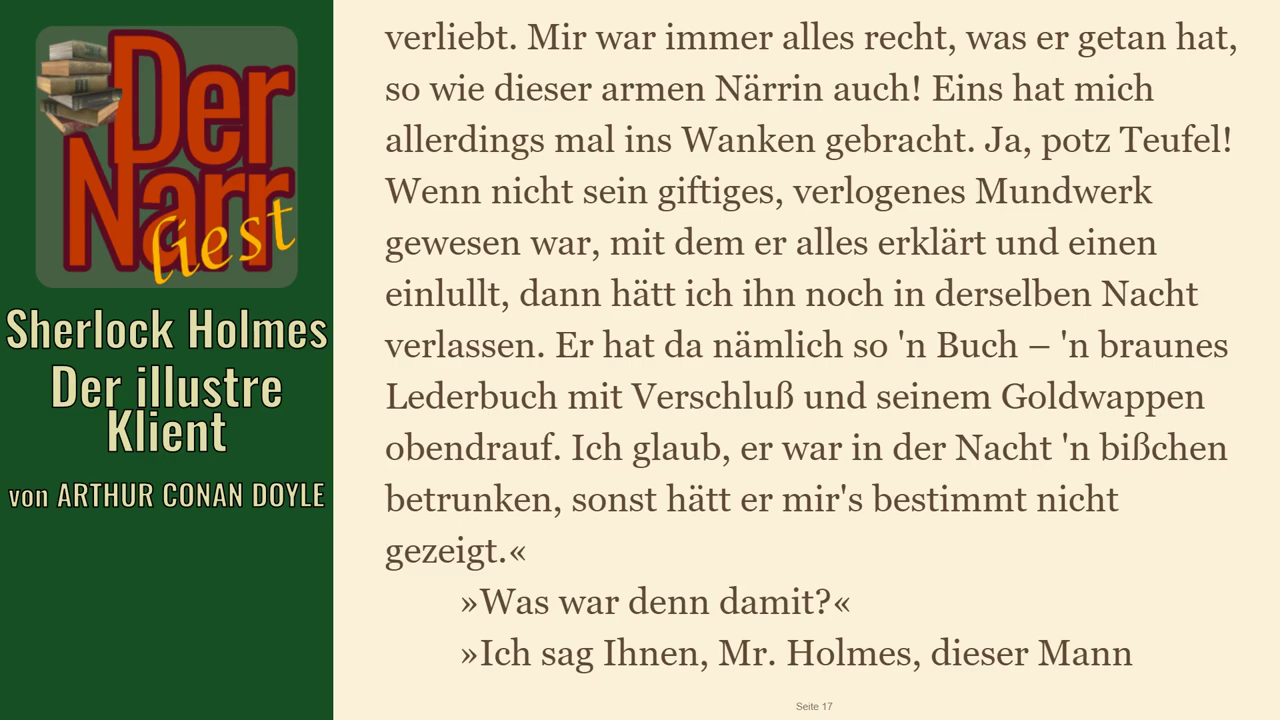 Der
Narr
liest
Sherlock Holmes
Der illustre
Klient
von ARTHUR CONAN DOYLE
verliebt. Mir war immer alles recht, was er getan hat,
so wie dieser armen Närrin auch! Eins hat mich
allerdings mal ins Wanken gebracht. Ja, potz Teufel!
Wenn nicht sein giftiges, verlogenes Mundwerk
gewesen war, mit dem er alles erklärt und einen
einlullt, dann hätt ich ihn noch in derselben Nacht
verlassen. Er hat da nämlich so 'n Buch – 'n braunes
Lederbuch mit Verschluß und seinem Goldwappen
obendrauf. Ich glaub, er war in der Nacht 'n bißchen
betrunken, sonst hätt er mir's bestimmt nicht
gezeigt.«
»Was war denn damit?«
»Ich sag Ihnen, Mr. Holmes, dieser Mann
Seite 17